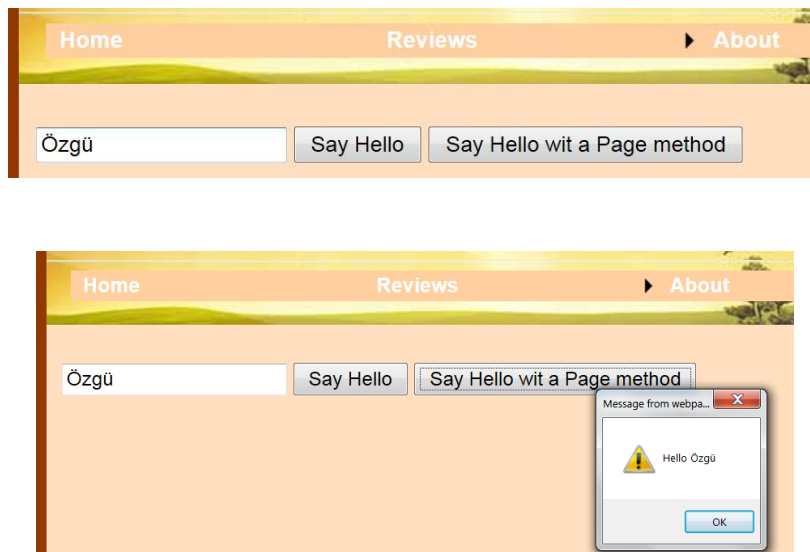 Home Reviews About
Özgü Say Hello Say Hello wit a Page method
Home Reviews About
Özgü Say Hello Say Hello wit a Page method
Message from webpa...
Hello Özgü
OK